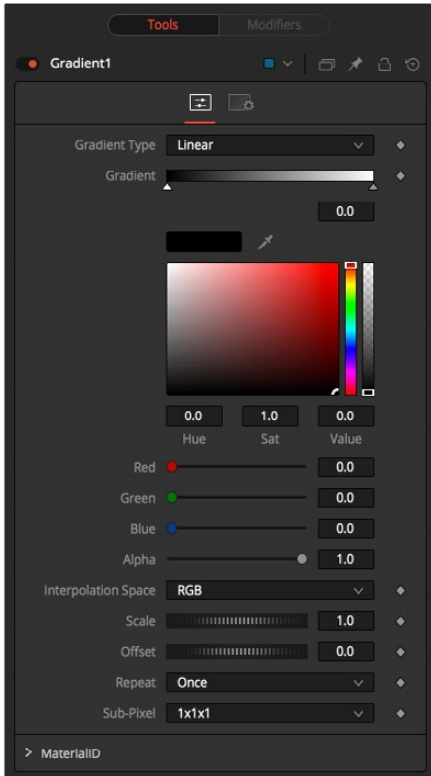 Tools Modifiers
Gradient1
Gradient Type Linear
Gradient
0.0
0.0 1.0 0.0
Hue Sat Value
Red 0.0
Green 0.0
Blue 0.0
Alpha 1.0
Interpolation Space RGB
Scale 1.0
Offset 0.0
Repeat Once
Sub-Pixel 1x1x1
MaterialID